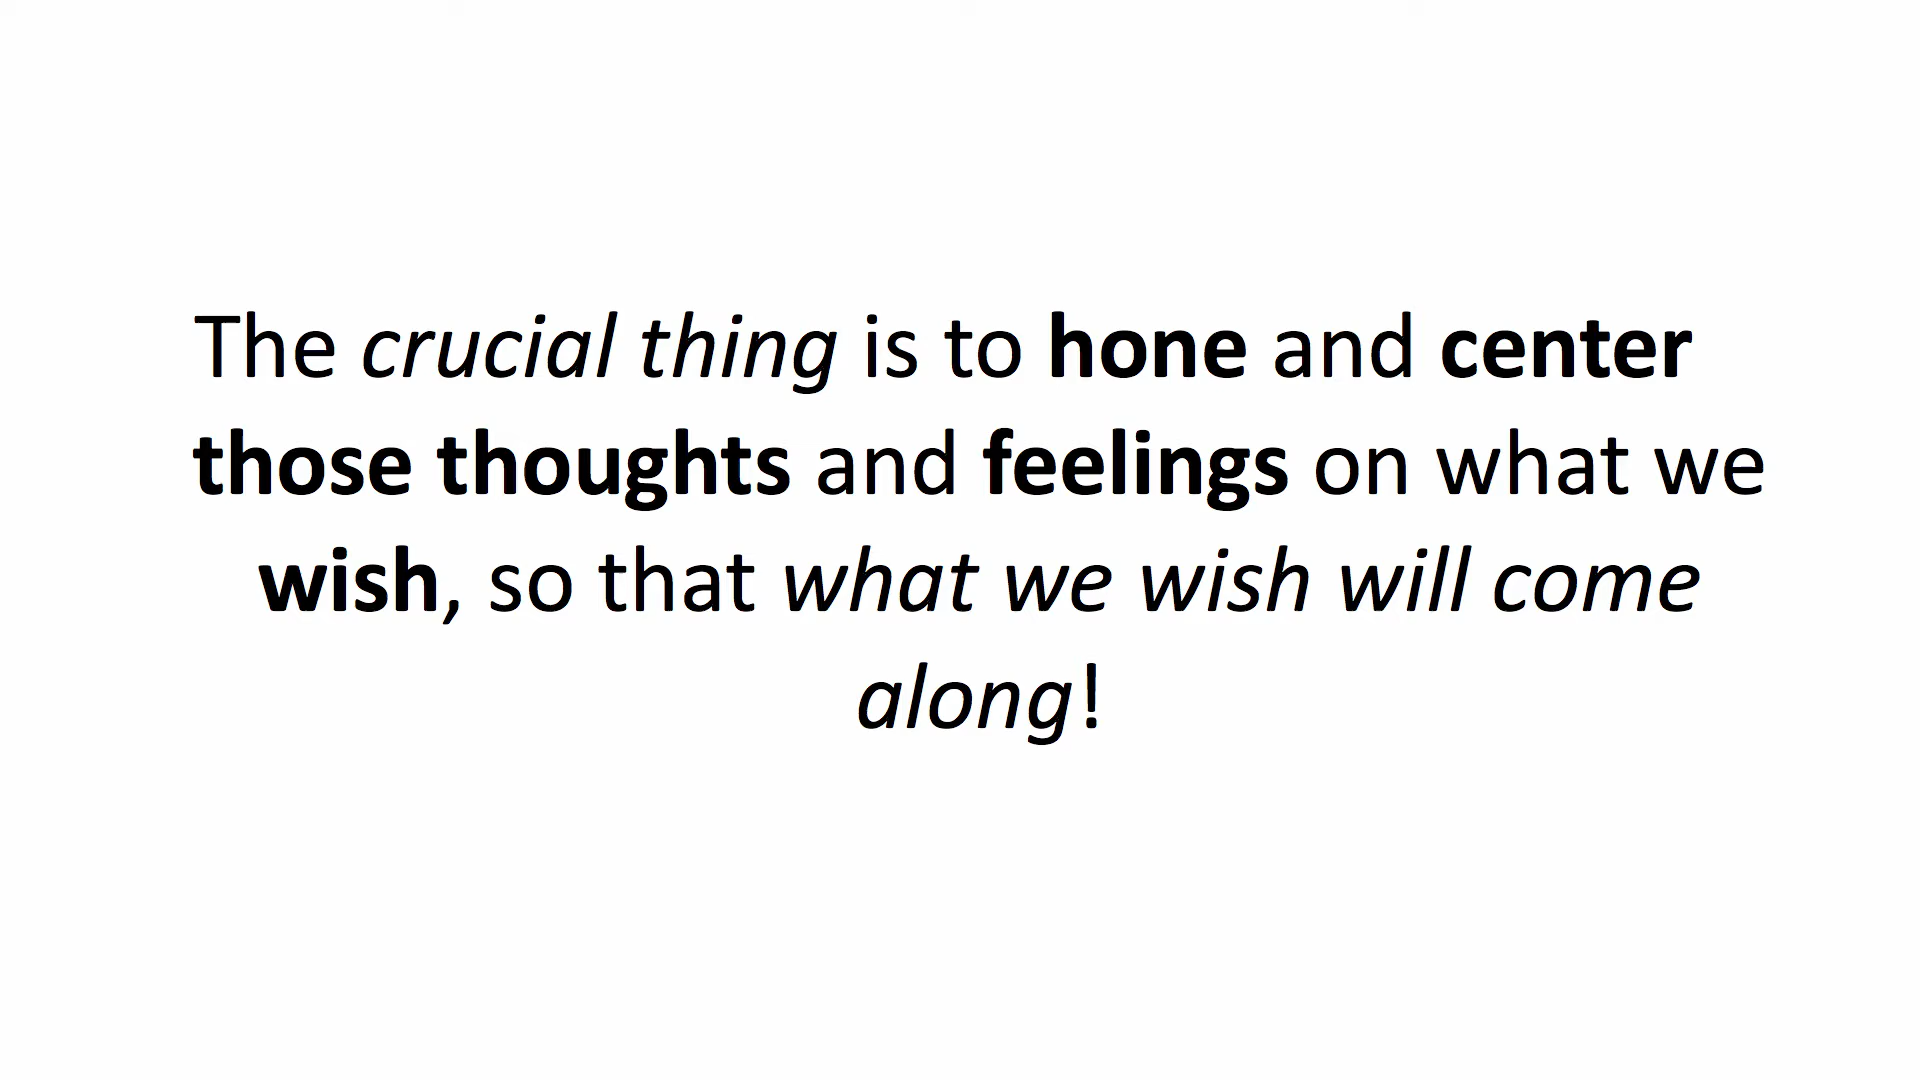 The crucial thing is to hone and center
those thoughts and feelings on what we
wish, so that what we wish will come
along!